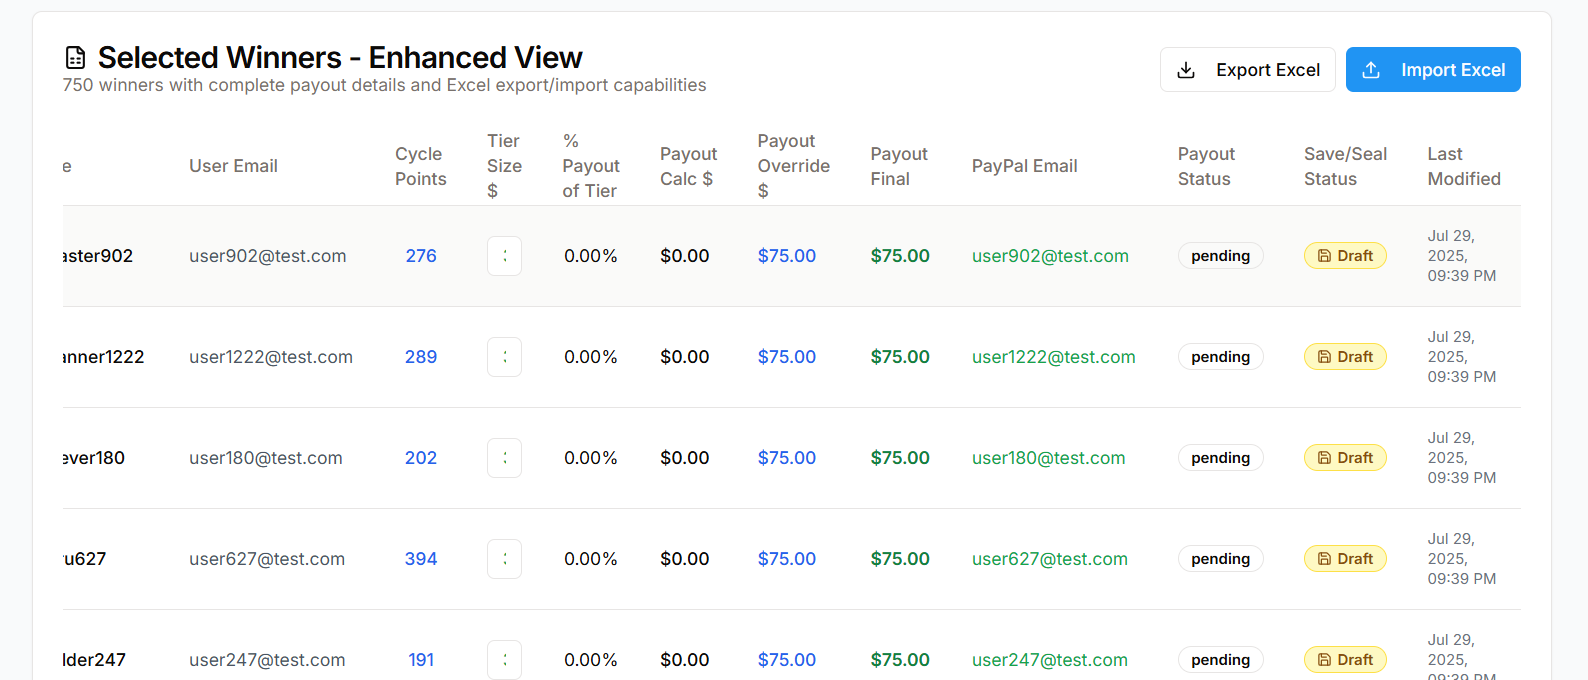 Selected Winners - Enhanced View
750 winners with complete payout details and Excel export/import capabilities
Export Excel
Import Excel
e
User Email
Cycle
Points
Tier
Size
$
%
Payout
of Tier
Payout
Calc $
Payout
Override
$
Payout
Final
PayPal Email
Payout
Status
Save/Seal
Status
Last
Modified
aster902
user902@test.com
276
0.00%
$0.00
$75.00
$75.00
user902@test.com
pending
Draft
Jul 29,
2025,
09:39 PM
anner1222
user1222@test.com
289
0.00%
$0.00
$75.00
$75.00
user1222@test.com
pending
Draft
Jul 29,
2025,
09:39 PM
ever180
user180@test.com
202
0.00%
$0.00
$75.00
$75.00
user180@test.com
pending
Draft
Jul 29,
2025,
09:39 PM
ru627
user627@test.com
394
0.00%
$0.00
$75.00
$75.00
user627@test.com
pending
Draft
Jul 29,
2025,
09:39 PM
lder247
user247@test.com
191
0.00%
$0.00
$75.00
$75.00
user247@test.com
pending
Draft
Jul 29,
2025,
09:39 PM